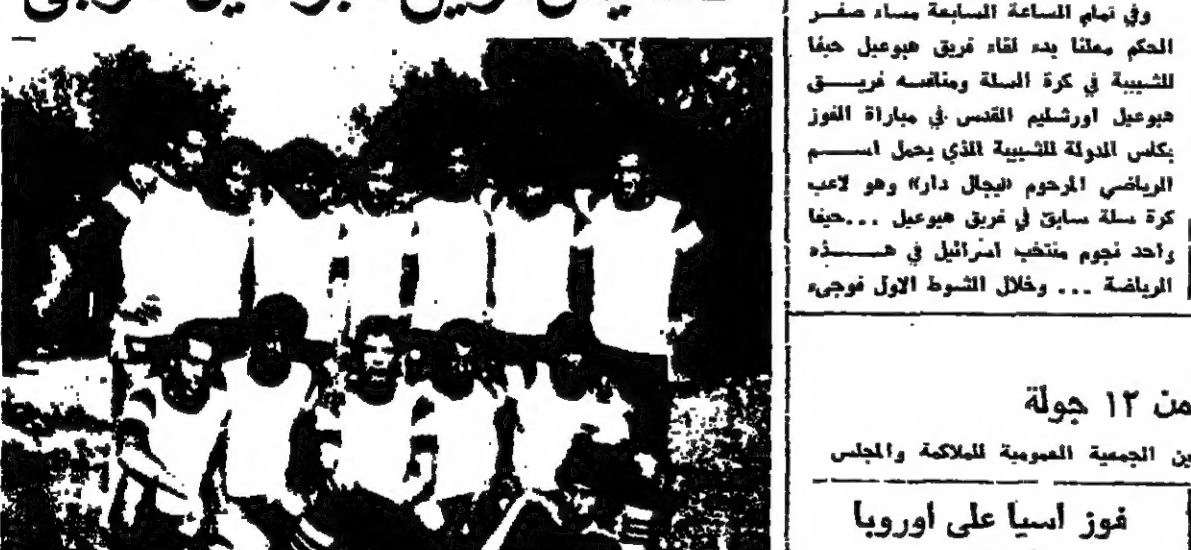 وفي تمام الساعة السابعة مساء صفر
الحكم معلنا بدء لقاء فريق هبوعيل حيفا
للشبيبة في كرة السلة ومنافسه فريق
هبوعيل اورشليم القدس في مباراة الفوز
بكاس الدولة للشبيبة الذي يحمل اسم
الرياضي المرحوم «يجال دار» وهو لاعب
كرة سلة سابق في فريق هبوعيل ...حيفا
واحد نجوم منتخب اسرائيل في هذه
الرياضة ... وخلال الشوط الاول فوجىء
من ١٢ جولة
ين الجمعية العمومية للملاكمة والمجلس
فوز اسيا على اوروبا